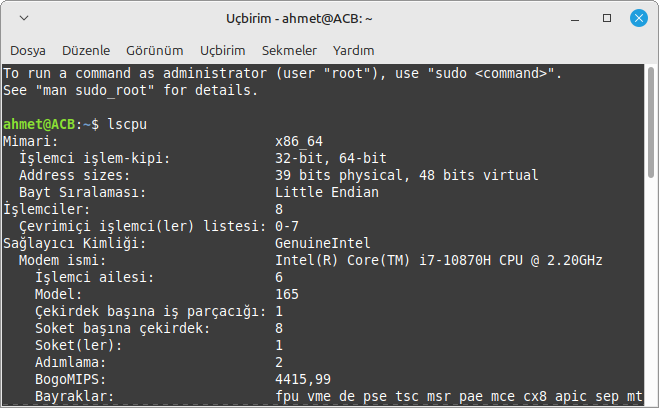 Uçbirim - ahmet@ACB: ~
Dosya Düzenle Görünüm Uçbirim Sekmeler Yardım
To run a command as administrator (user "root"), use "sudo <command>".
See "man sudo_root" for details.
ahmet@ACB:~$ lscpu
Mimari: x86_64
İşlemci işlem-kipi: 32-bit, 64-bit
Address sizes: 39 bits physical, 48 bits virtual
Bayt Sıralaması: Little Endian
İşlemciler: 8
Çevrimiçi işlemci(ler) listesi: 0-7
Sağlayıcı Kimliği: GenuineIntel
Modem ismi: Intel(R) Core(TM) i7-10870H CPU @ 2.20GHz
İşlemci ailesi: 6
Model: 165
Çekirdek başına iş parçacığı: 1
Soket başına çekirdek: 8
Soket(ler): 1
Adımlama: 2
BogoMIPS: 4415,99
Bayraklar: fpu vme de pse tsc msr pae mce cx8 apic sep mt